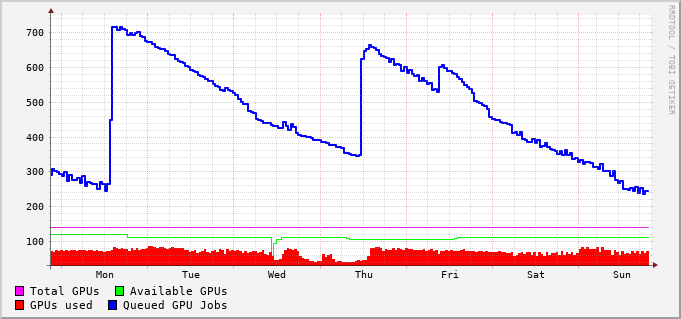 RRDTOOL / TOBI OETIKER
700
600
500
400
300
200
100
Mon Tue Wed Thu Fri Sat Sun
Total GPUs Available GPUs
GPUs used Queued GPU Jobs